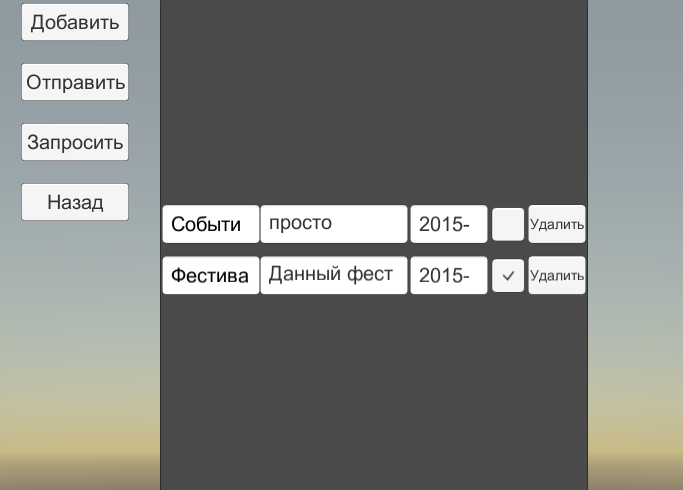 Добавить
Отправить
Запросить
Назад
Событи просто 2015- Удалить
Фестива Данный фест 2015- Удалить